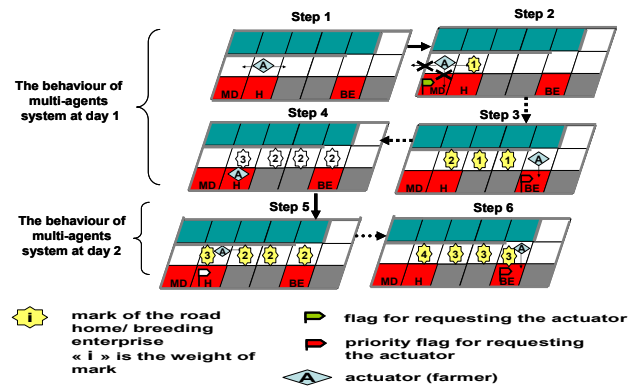 Step 1
Step 2
The behaviour of
multi-agents
system at day 1
A
MD H BE
A 1
MD H BE
Step 4
Step 3
3 2 2 2
A
MD H BE
2 1 1 A
MD H BE
The behaviour of
multi-agents
system at day 2
Step 5
Step 6
3 A 2 2 2
MD H BE
4 3 3 3 A
MD H BE
i
mark of the road
home/ breeding
enterprise
« i » is the weight of
mark
flag for requesting the actuator
priority flag for requesting
the actuator
A
actuator (farmer)